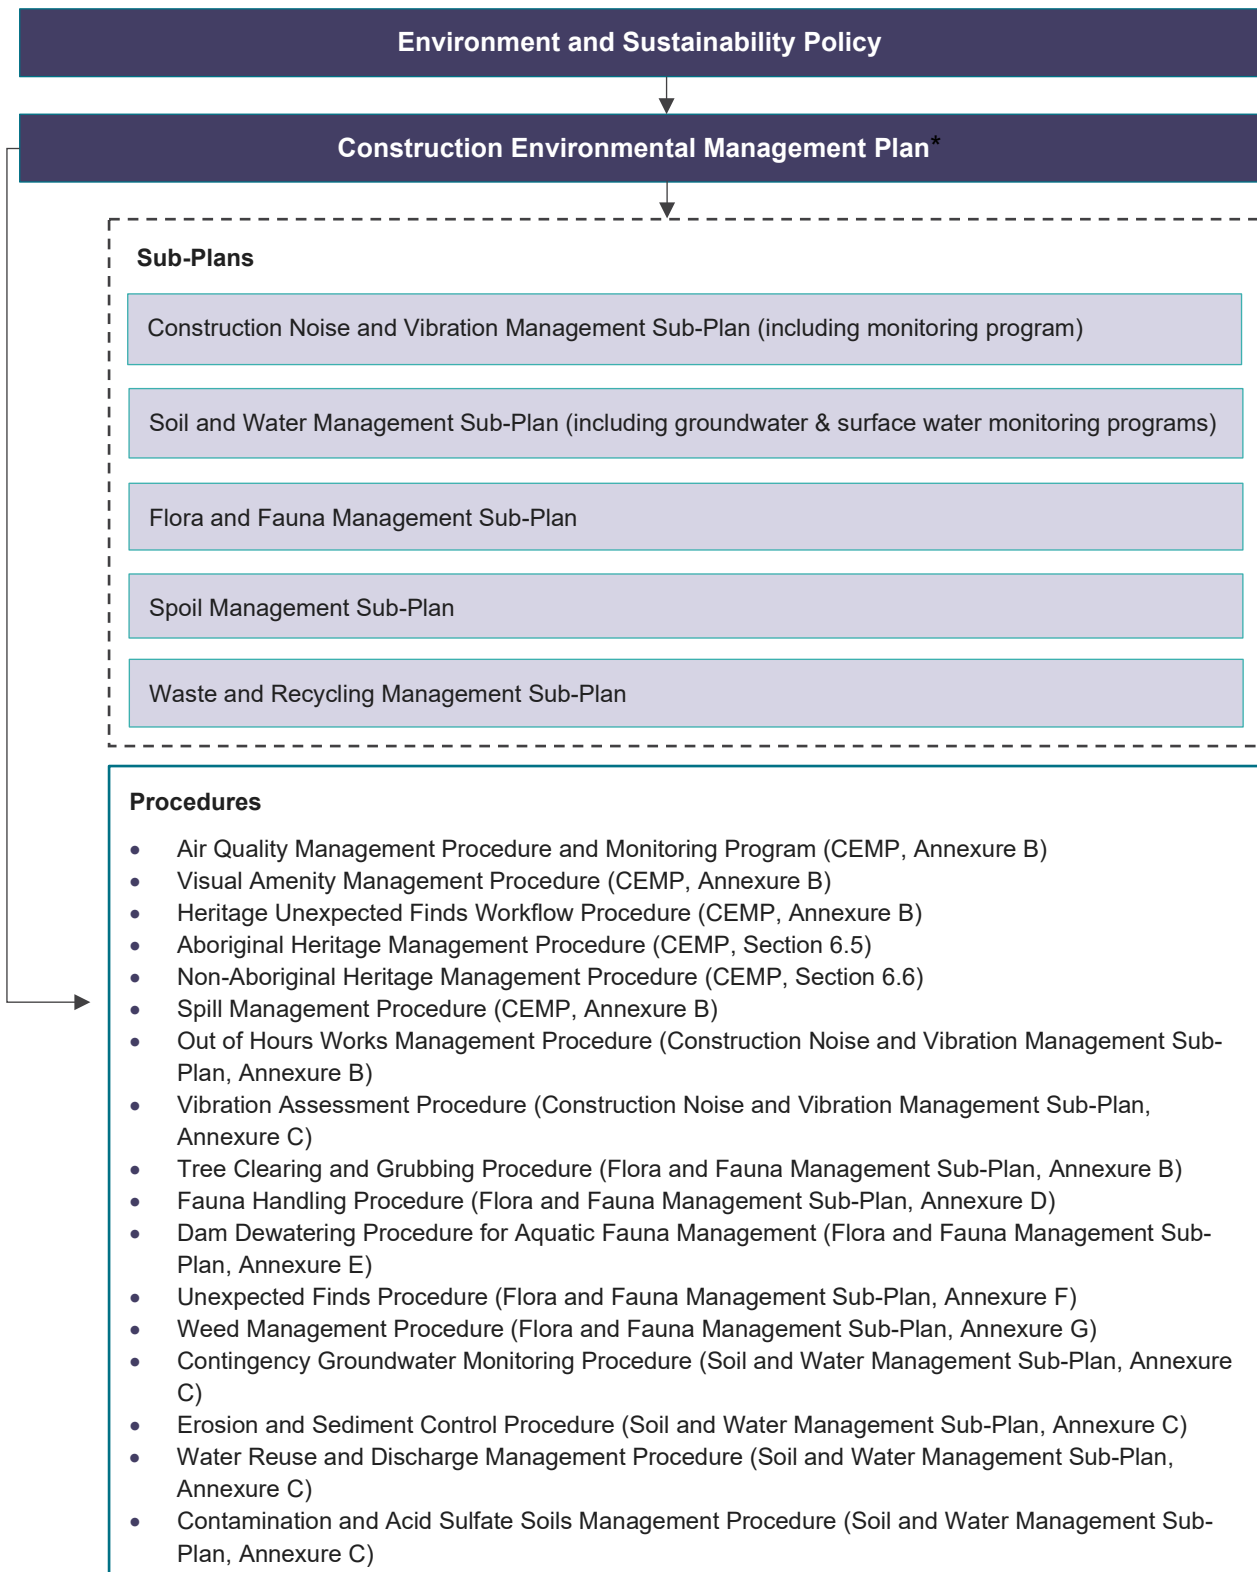 Environment and Sustainability Policy
Construction Environmental Management Plan*
Sub-Plans
Construction Noise and Vibration Management Sub-Plan (including monitoring program)
Soil and Water Management Sub-Plan (including groundwater & surface water monitoring programs)
Flora and Fauna Management Sub-Plan
Spoil Management Sub-Plan
Waste and Recycling Management Sub-Plan
Procedures
• Air Quality Management Procedure and Monitoring Program (CEMP, Annexure B)
• Visual Amenity Management Procedure (CEMP, Annexure B)
• Heritage Unexpected Finds Workflow Procedure (CEMP, Annexure B)
• Aboriginal Heritage Management Procedure (CEMP, Section 6.5)
• Non-Aboriginal Heritage Management Procedure (CEMP, Section 6.6)
• Spill Management Procedure (CEMP, Annexure B)
• Out of Hours Works Management Procedure (Construction Noise and Vibration Management Sub-
Plan, Annexure B)
• Vibration Assessment Procedure (Construction Noise and Vibration Management Sub-Plan,
Annexure C)
• Tree Clearing and Grubbing Procedure (Flora and Fauna Management Sub-Plan, Annexure B)
• Fauna Handling Procedure (Flora and Fauna Management Sub-Plan, Annexure D)
• Dam Dewatering Procedure for Aquatic Fauna Management (Flora and Fauna Management Sub-
Plan, Annexure E)
• Unexpected Finds Procedure (Flora and Fauna Management Sub-Plan, Annexure F)
• Weed Management Procedure (Flora and Fauna Management Sub-Plan, Annexure G)
• Contingency Groundwater Monitoring Procedure (Soil and Water Management Sub-Plan, Annexure
C)
• Erosion and Sediment Control Procedure (Soil and Water Management Sub-Plan, Annexure C)
• Water Reuse and Discharge Management Procedure (Soil and Water Management Sub-Plan,
Annexure C)
• Contamination and Acid Sulfate Soils Management Procedure (Soil and Water Management Sub-
Plan, Annexure C)